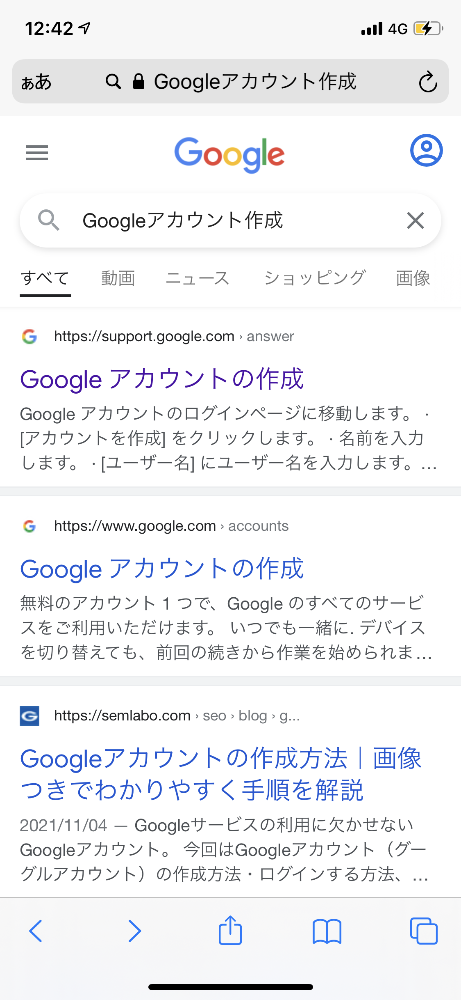 12:42
4G
ぁあ
Googleアカウント作成
Google
Googleアカウント作成
すべて 動画 ニュース ショッピング 画像
https://support.google.com › answer
Google アカウントの作成
Google アカウントのログインページに移動します。 ·
[アカウントを作成] をクリックします。 · 名前を入力
します。 · [ユーザー名] にユーザー名を入力します。...
https://www.google.com › accounts
Google アカウントの作成
無料のアカウント 1 つで、Google のすべてのサービ
スをご利用いただけます。 いつでも一緒に. デバイス
を切り替えても、前回の続きから作業を始められま...
https://semlabo.com › seo › blog › g...
Googleアカウントの作成方法｜画像
つきでわかりやすく手順を解説
2021/11/04 — Googleサービスの利用に欠かせない
Googleアカウント。 今回はGoogleアカウント（グー
グルアカウント）の作成方法・ログインする方法、...